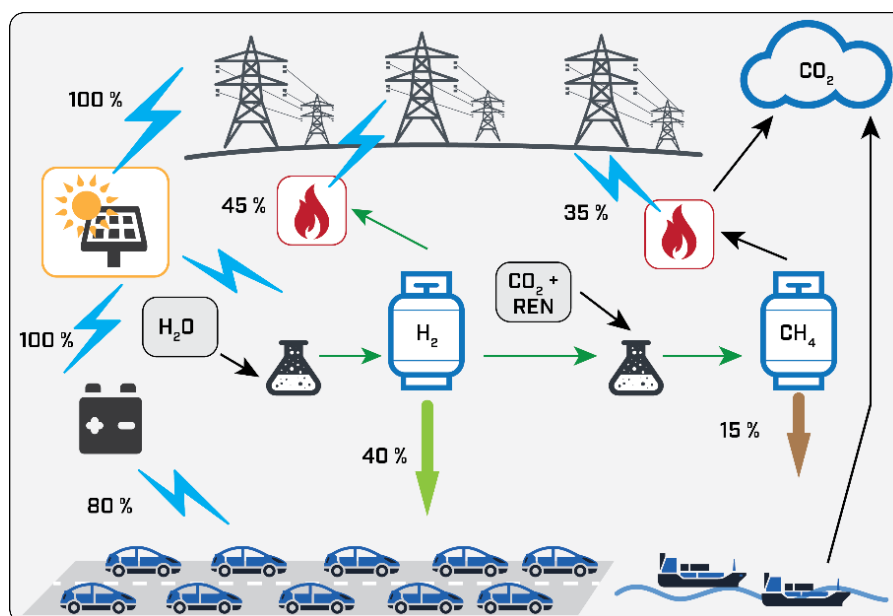 100 %
CO₂
45 %
35 %
CO₂ +
REN
H₂O
H₂
CH₄
100 %
40 %
15 %
80 %